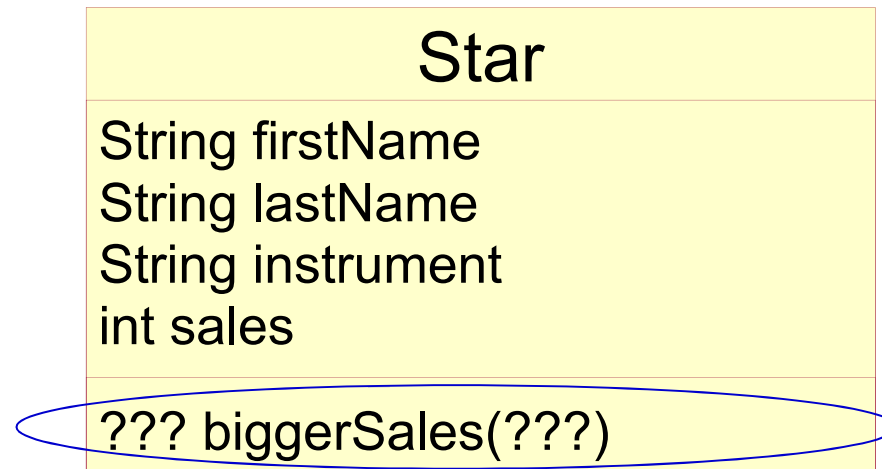 Star
String firstName
String lastName
String instrument
int sales
??? biggerSales(???)